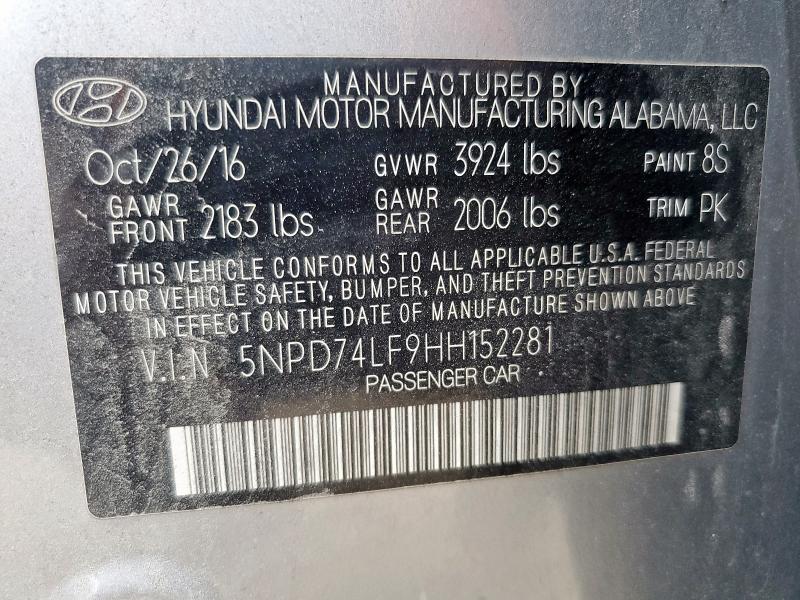 MANUFACTURED BY
HYUNDAI MOTOR MANUFACTURING ALABAMA, LLC
Oct/26/16 GVWR 3924 lbs PAINT 8S
GAWR FRONT 2183 lbs GAWR REAR 2006 lbs TRIM PK
THIS VEHICLE CONFORMS TO ALL APPLICABLE U.S.A. FEDERAL
MOTOR VEHICLE SAFETY, BUMPER, AND THEFT PREVENTION STANDARDS
IN EFFECT ON THE DATE OF MANUFACTURE SHOWN ABOVE
V.I.N 5NPD74LF9HH152281
PASSENGER CAR